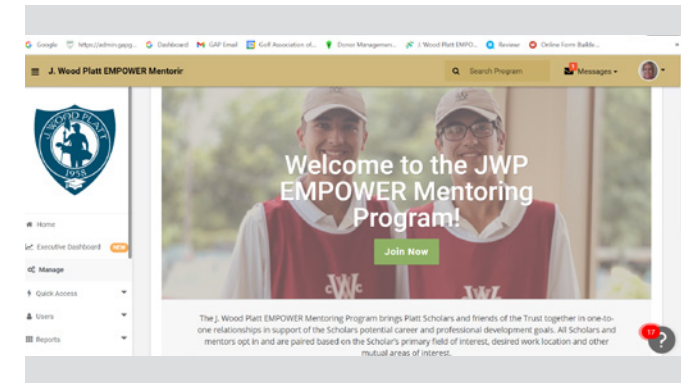 Google
Dashboard
GAP Email
Golf Association of...
Donor Managemen...
J. Wood Platt EMPO...
Reviewr
Online Form Builde...
J. Wood Platt EMPOWER Mentorin
Search Program
1
Messages
J. WOOD PLATT
1958
Welcome to the JWP
EMPOWER Mentoring
Program!
Join Now
Home
Executive Dashboard NEW
Manage
Quick Access
Users
Reports
The J. Wood Platt EMPOWER Mentoring Program brings Platt Scholars and friends of the Trust together in one-to-
one relationships in support of the Scholars potential career and professional development goals. All Scholars and
mentors opt in and are paired based on the Scholar's primary field of interest, desired work location and other
mutual areas of interest.
17
?